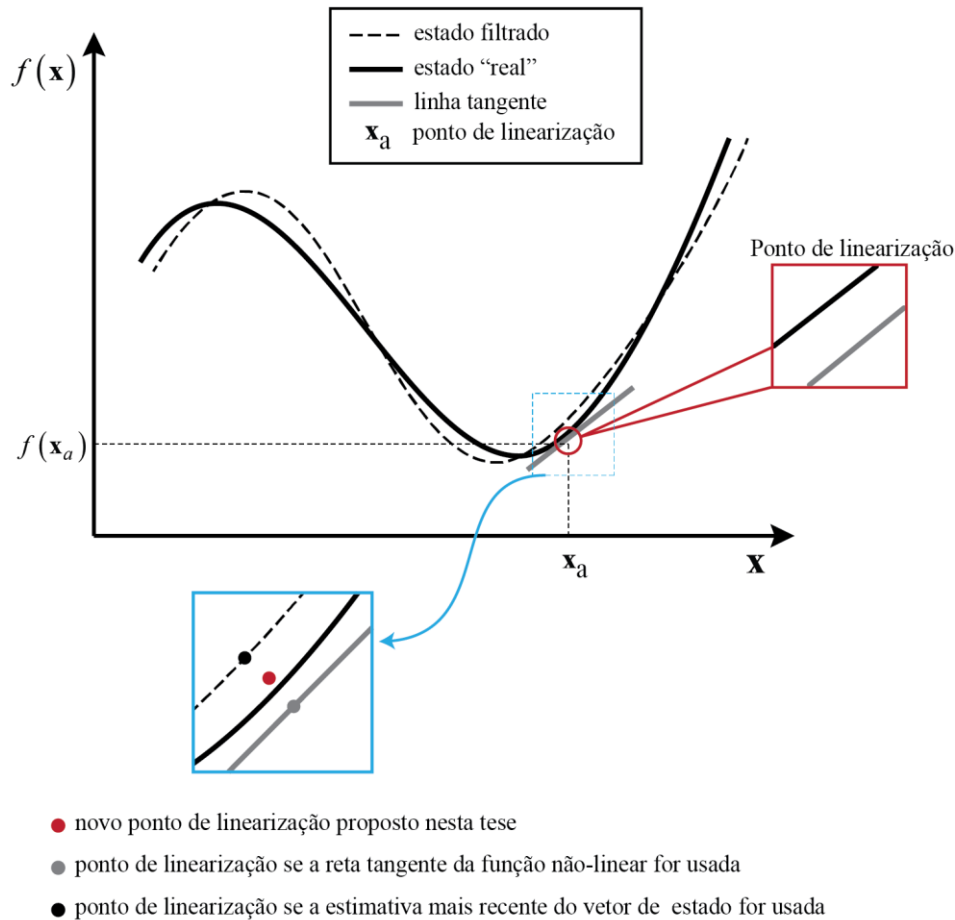 estado filtrado
estado “real”
linha tangente
x_a ponto de linearização
f(x)
Ponto de linearização
f(x_a)
x_a
x
novo ponto de linearização proposto nesta tese
ponto de linearização se a reta tangente da função não-linear for usada
ponto de linearização se a estimativa mais recente do vetor de estado for usada